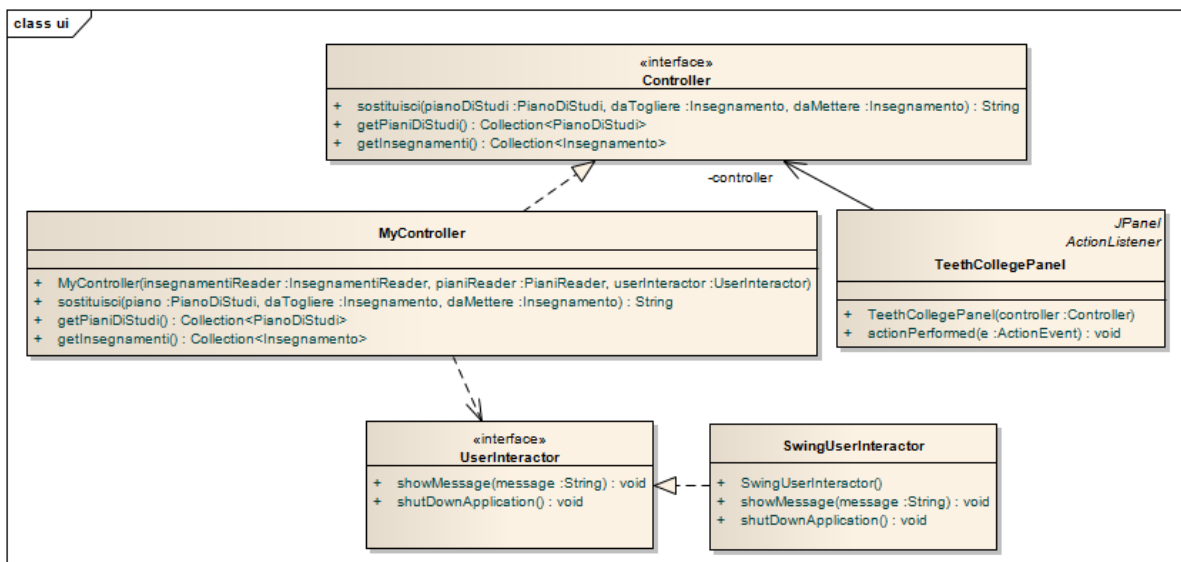 class ui
«interface»
Controller
+ sostituisci(pianoDiStudi :PianoDiStudi, daTogliere :Insegnamento, daMettere :Insegnamento) : String
+ getPianiDiStudi() : Collection<PianoDiStudi>
+ getInsegnamenti() : Collection<Insegnamento>
-controller
MyController
+ MyController(insegnamentiReader :InsegnamentiReader, pianiReader :PianiReader, userInteractor :UserInteractor)
+ sostituisci(piano :PianoDiStudi, daTogliere :Insegnamento, daMettere :Insegnamento) : String
+ getPianiDiStudi() : Collection<PianoDiStudi>
+ getInsegnamenti() : Collection<Insegnamento>
JPanel
ActionListener
TeethCollegePanel
+ TeethCollegePanel(controller :Controller)
+ actionPerformed(e :ActionEvent) : void
«interface»
UserInteractor
+ showMessage(message :String) : void
+ shutDownApplication() : void
SwingUserInteractor
+ SwingUserInteractor()
+ showMessage(message :String) : void
+ shutDownApplication() : void